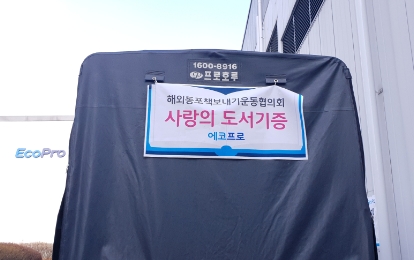 1600-8916
프로호루
해외동포책보내기운동협의회
사랑의 도서기증
에코프로
EcoPro